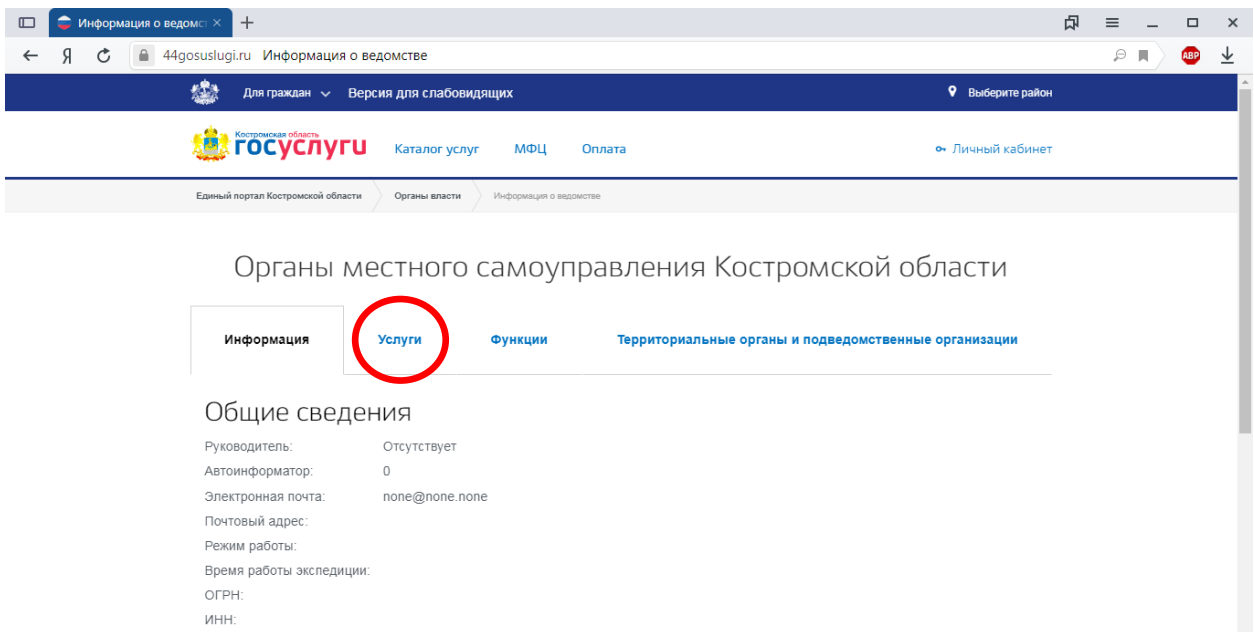 Информация о ведомст
44gosuslugi.ru Информация о ведомстве
ABP
Для граждан Версия для слабовидящих Выберите район
Костромская область
госуслуги Каталог услуг МФЦ Оплата Личный кабинет
Единый портал Костромской области Органы власти Информация о ведомстве
Органы местного самоуправления Костромской области
Информация Услуги Функции Территориальные органы и подведомственные организации
Общие сведения
Руководитель: Отсутствует
Автоинформатор: 0
Электронная почта: none@none.none
Почтовый адрес:
Режим работы:
Время работы экспедиции:
ОГРН:
ИНН: